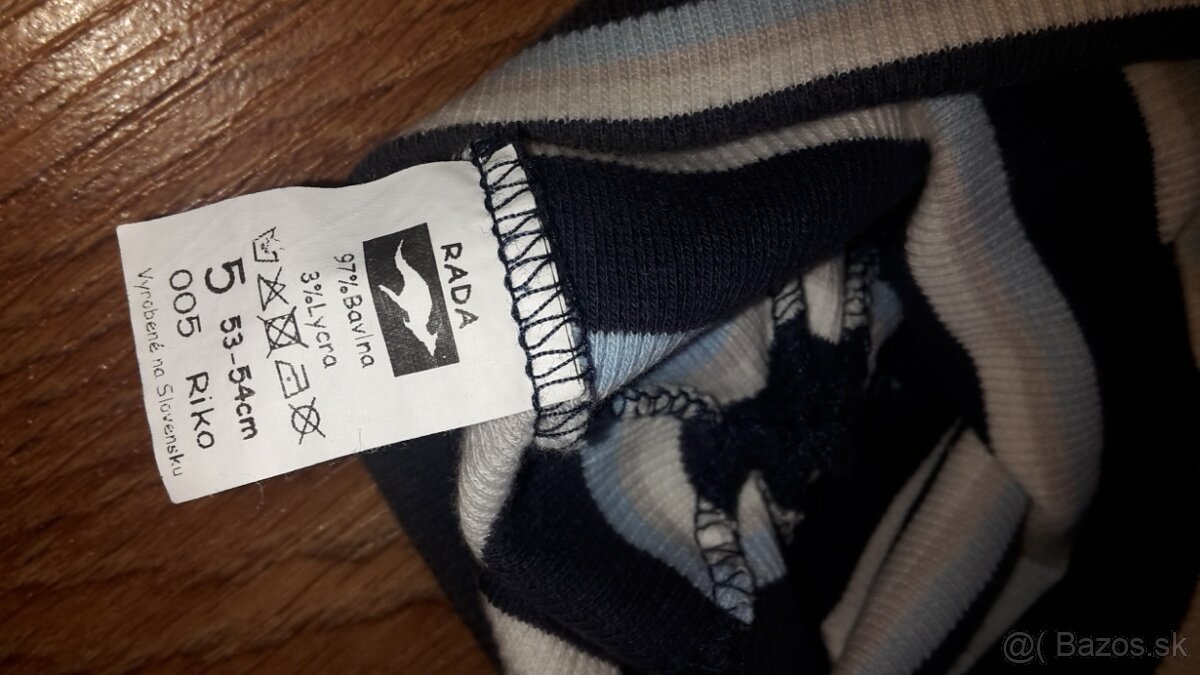 RADA
97%Bavlna
3%Lycra
5 53-54cm
005 Riko
Vyrobené na Slovensku
@( Bazos.sk